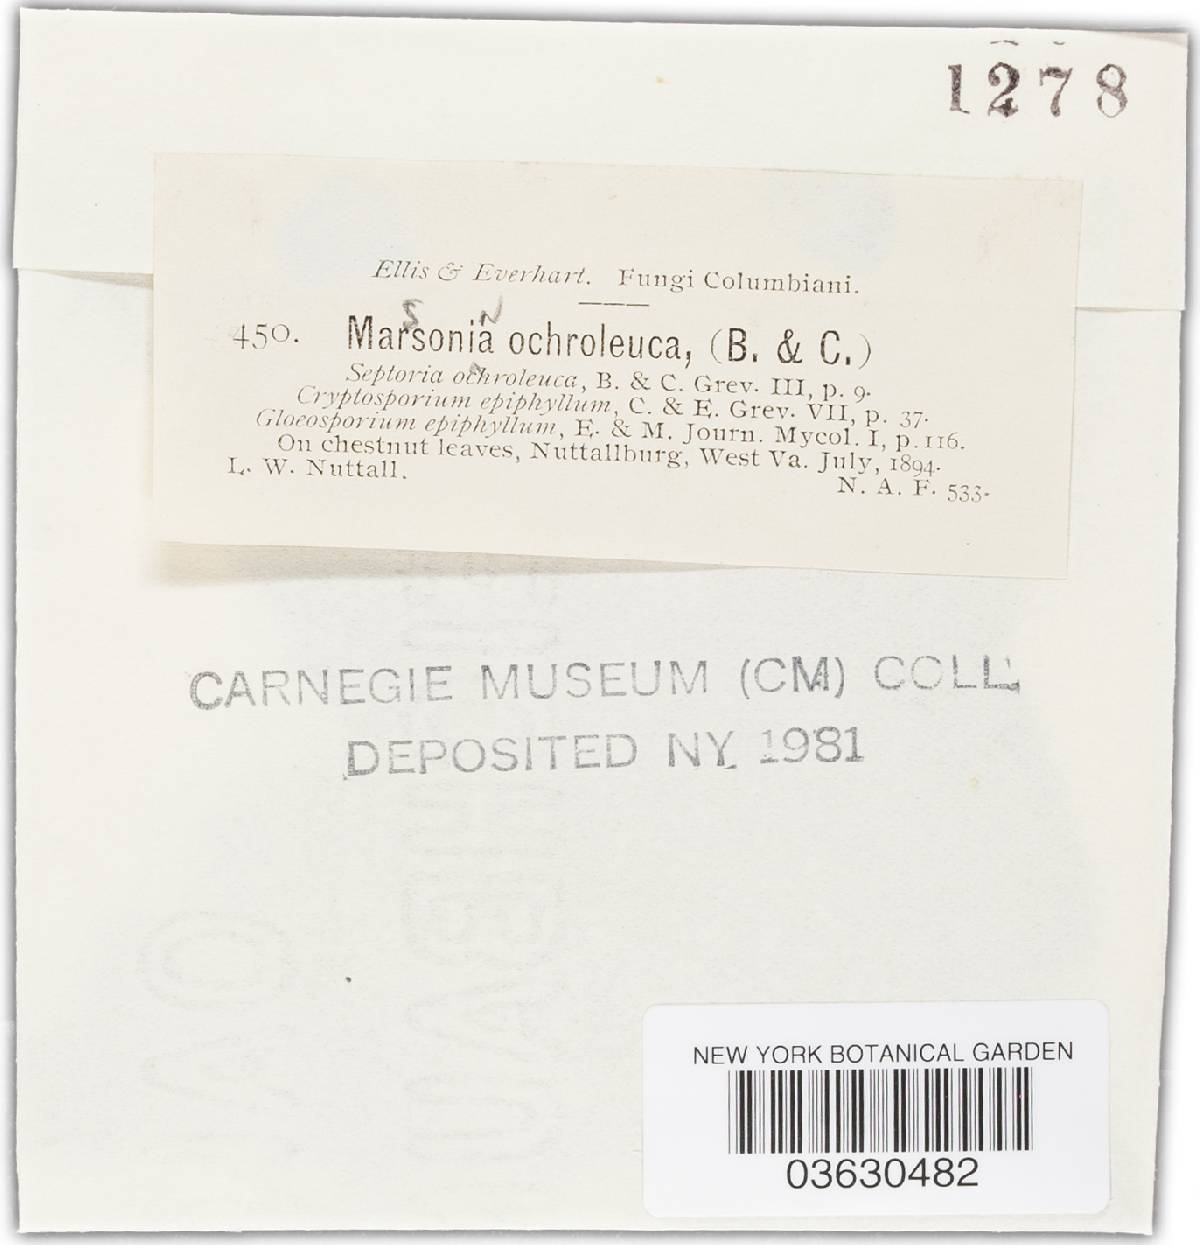 1278
Ellis & Everhart. Fungi Columbiani.
S N
450. Marsonia ochroleuca, (B. & C.)
Septoria ochroleuca, B. & C. Grev. III, p. 9.
Cryptosporium epiphyllum, C. & E. Grev. VII, p. 37.
Gloeosporium epiphyllum, E. & M. Journ. Mycol. I, p. 116.
On chestnut leaves, Nuttallburg, West Va. July, 1894.
L. W. Nuttall.
N. A. F. 533.
CARNEGIE MUSEUM (CM) COLL.
DEPOSITED NY 1981
NEW YORK BOTANICAL GARDEN
03630482